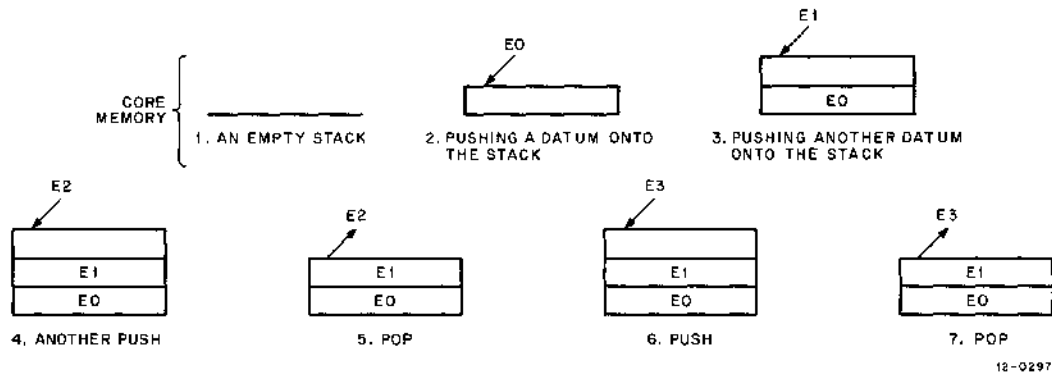 E0
E1
CORE
MEMORY
E0
1. AN EMPTY STACK
2. PUSHING A DATUM ONTO
THE STACK
3. PUSHING ANOTHER DATUM
ONTO THE STACK
E2
E2
E3
E3
E1
E0
E1
E0
E1
E0
E1
E0
4. ANOTHER PUSH
5. POP
6. PUSH
7. POP
12-0297